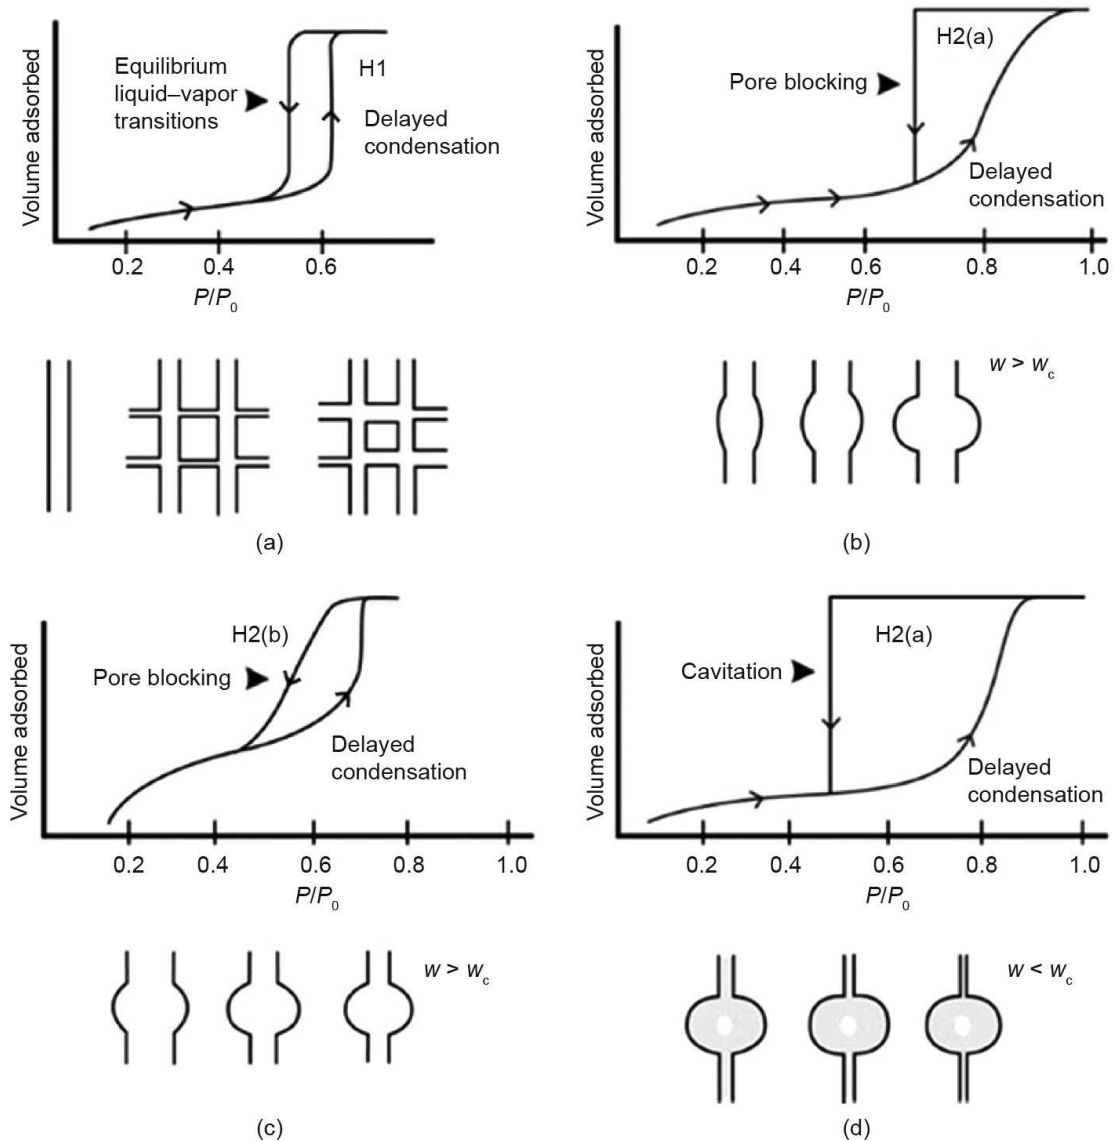 Volume adsorbed
Equilibrium
liquid–vapor
transitions
H1
Delayed
condensation
0.2 0.4 0.6
P/P0
(a)
Volume adsorbed
H2(a)
Pore blocking
Delayed
condensation
0.2 0.4 0.6 0.8 1.0
P/P0
w > wc
(b)
Volume adsorbed
H2(b)
Pore blocking
Delayed
condensation
0.2 0.4 0.6 0.8 1.0
P/P0
w > wc
(c)
Volume adsorbed
H2(a)
Cavitation
Delayed
condensation
0.2 0.4 0.6 0.8 1.0
P/P0
w < wc
(d)